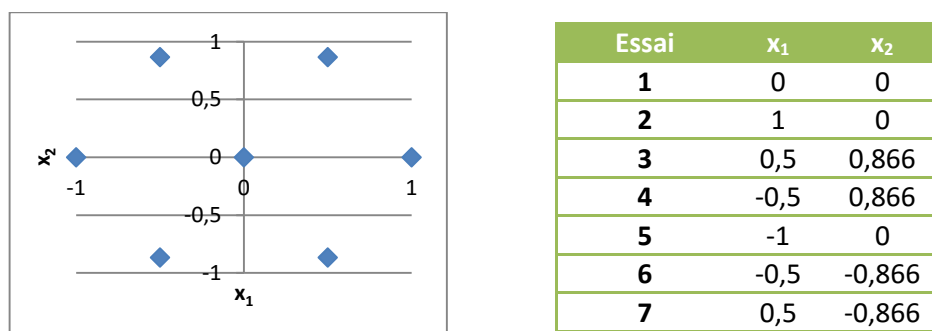 1
0,5
x₂
0
-1
0
1
-0,5
-1
x₁
Essai x₁ x₂
1 0 0
2 1 0
3 0,5 0,866
4 -0,5 0,866
5 -1 0
6 -0,5 -0,866
7 0,5 -0,866